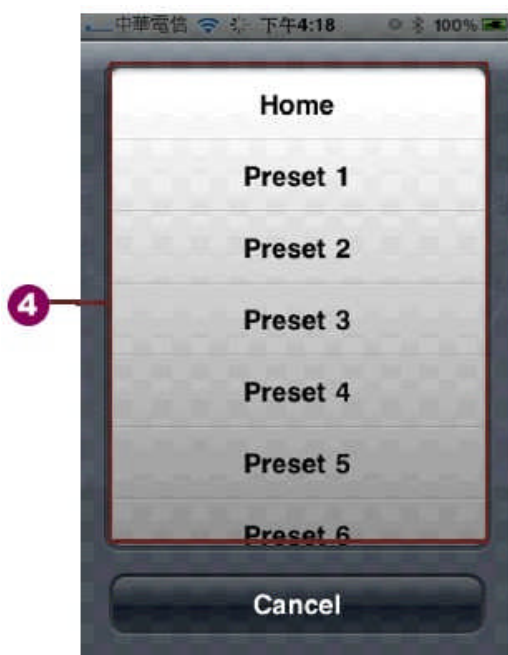 中華電信 下午4:18 100%
Home
Preset 1
Preset 2
Preset 3
4
Preset 4
Preset 5
Preset 6
Cancel